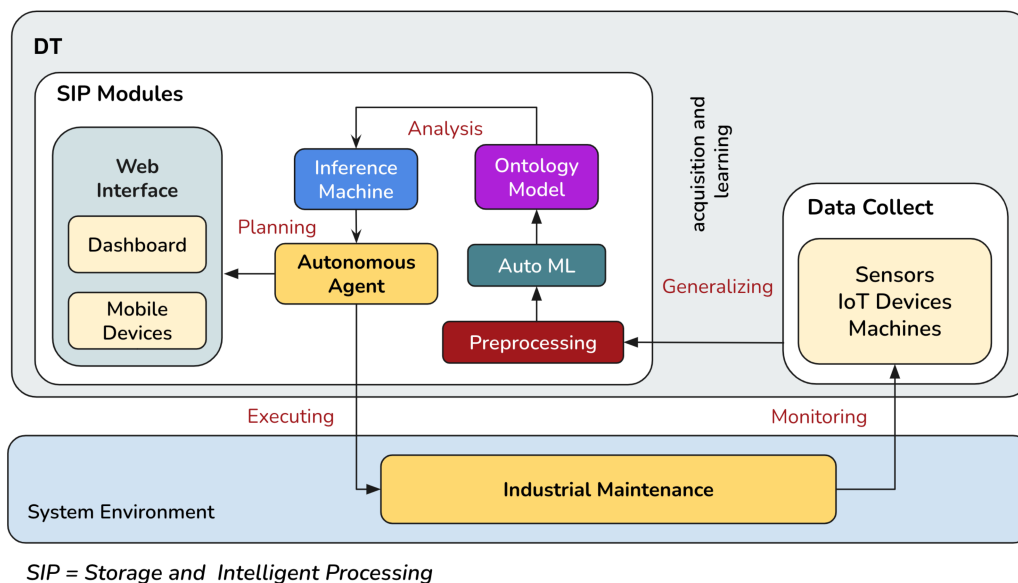 DT
SIP Modules
Web
Interface
Dashboard
Mobile
Devices
Analysis
Inference
Machine
Ontology
Model
Planning
Autonomous
Agent
Auto ML
Preprocessing
acquisition and
learning
Generalizing
Data Collect
Sensors
IoT Devices
Machines
Executing
Monitoring
Industrial Maintenance
System Environment
SIP = Storage and Intelligent Processing